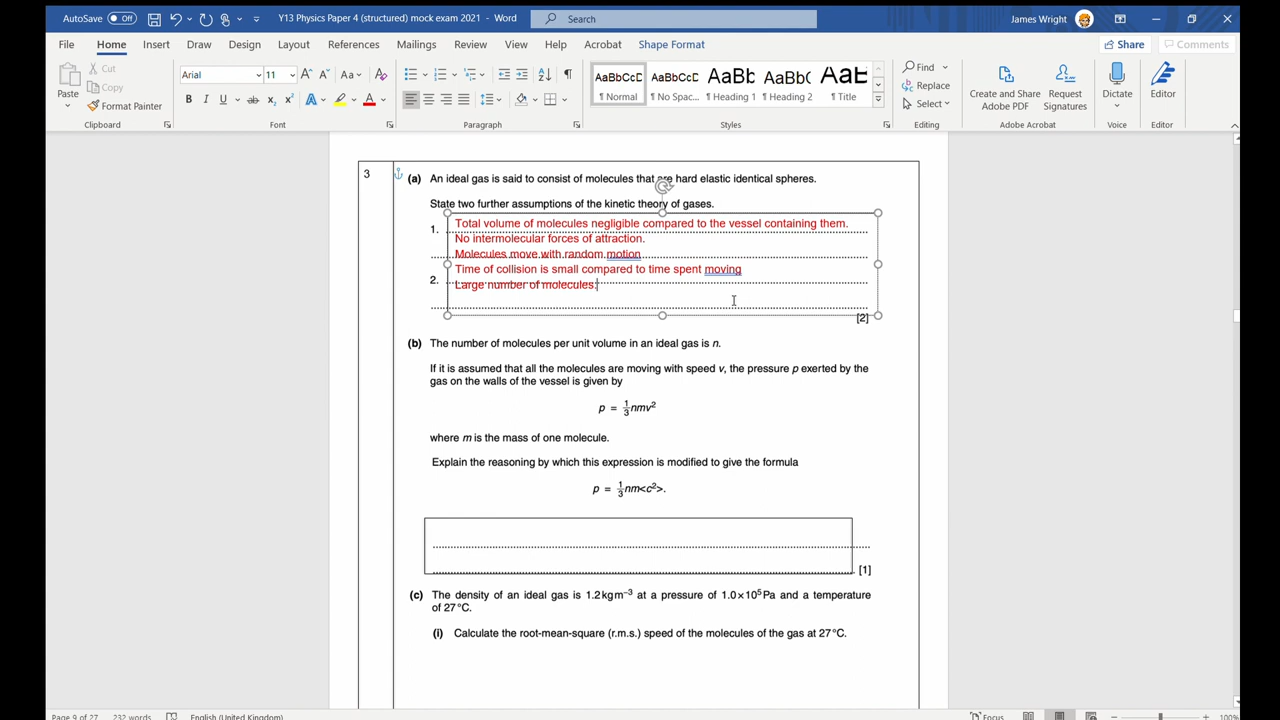 AutoSave Off Y13 Physics Paper 4 (structured) mock exam 2021 - Word Search James Wright
File Home Insert Draw Design Layout References Mailings Review View Help Acrobat Shape Format Share Comments
Paste Cut Copy Format Painter
Arial 11 Aa
B I U ab x₂ x² A A
AaBbCcD AaBbCcD AaBbC AaBbC AaB
¶ Normal ¶ No Spac... ¶ Heading 1 ¶ Heading 2 ¶ Title
Find Replace Select
Create and Share Adobe PDF Request Signatures Dictate Editor
Clipboard Font Paragraph Styles Editing Adobe Acrobat Voice Editor
3 (a) An ideal gas is said to consist of molecules that are hard elastic identical spheres.
State two further assumptions of the kinetic theory of gases.
1. Total volume of molecules negligible compared to the vessel containing them.
No intermolecular forces of attraction.
Molecules move with random motion
Time of collision is small compared to time spent moving
2. Large number of molecules.
[2]
(b) The number of molecules per unit volume in an ideal gas is n.
If it is assumed that all the molecules are moving with speed v, the pressure p exerted by the
gas on the walls of the vessel is given by
p = 1/3 nmv²
where m is the mass of one molecule.
Explain the reasoning by which this expression is modified to give the formula
p = 1/3 nm<c²>.
[1]
(c) The density of an ideal gas is 1.2 kg m⁻³ at a pressure of 1.0 × 10⁵ Pa and a temperature
of 27 °C.
(i) Calculate the root-mean-square (r.m.s.) speed of the molecules of the gas at 27 °C.
Page 9 of 27 232 words English (United Kingdom) Focus 100%